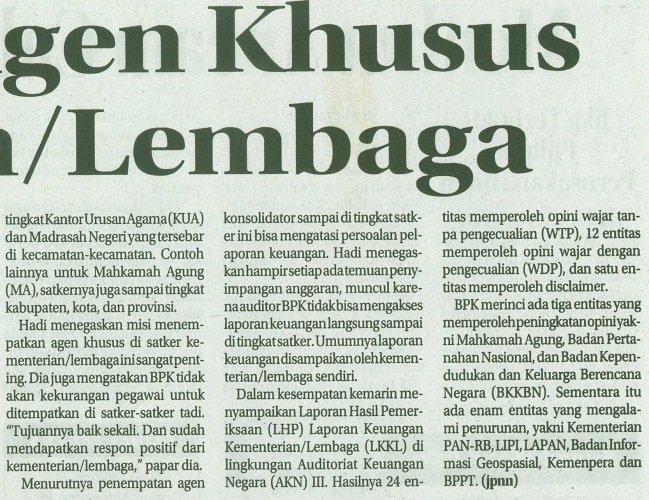 gen Khusus
/Lembaga
tingkat Kantor Urusan Agama (KUA)
dan Madrasah Negeri yang tersebar
di kecamatan-kecamatan. Contoh
lainnya untuk Mahkamah Agung
(MA), satkernya juga sampai tingkat
kabupaten, kota, dan provinsi.
Hadi menegaskan misi menem-
patkan agen khusus di satker ke-
menterian/lembaga ini sangat pent-
ing. Dia juga mengatakan BPK tidak
akan kekurangan pegawai untuk
ditempatkan di satker-satker tadi.
“Tujuannya baik sekali. Dan sudah
mendapatkan respon positif dari
kementerian/lembaga,” papar dia.
Menurutnya penempatan agen
konsolidator sampai di tingkat satk-
er ini bisa mengatasi persoalan pel-
aporan keuangan. Hadi menegas-
kan hampir setiap ada temuan peny-
impangan anggaran, muncul kare-
na auditor BPK tidak bisa mengakses
laporan keuangan langsung sampai
di tingkat satker. Umumnya laporan
keuangan disampaikan oleh kemen-
terian/lembaga sendiri.
Dalam kesempatan kemarin me-
nyampaikan Laporan Hasil Pemer-
iksaan (LHP) Laporan Keuangan
Kementerian/Lembaga (LKKL) di
lingkungan Auditoriat Keuangan
Negara (AKN) III. Hasilnya 24 en-
titas memperoleh opini wajar tan-
pa pengecualian (WTP), 12 entitas
memperoleh opini wajar dengan
pengecualian (WDP), dan satu en-
titas memperoleh disclaimer.
BPK merinci ada tiga entitas yang
memperoleh peningkatan opini yak-
ni Mahkamah Agung, Badan Perta-
nahan Nasional, dan Badan Kepen-
dudukan dan Keluarga Berencana
Negara (BKKBN). Sementara itu
ada enam entitas yang mengala-
mi penurunan, yakni Kementerian
PAN-RB, LIPI, LAPAN, Badan Infor-
masi Geospasial, Kemenpera dan
BPPT. (jpnn)